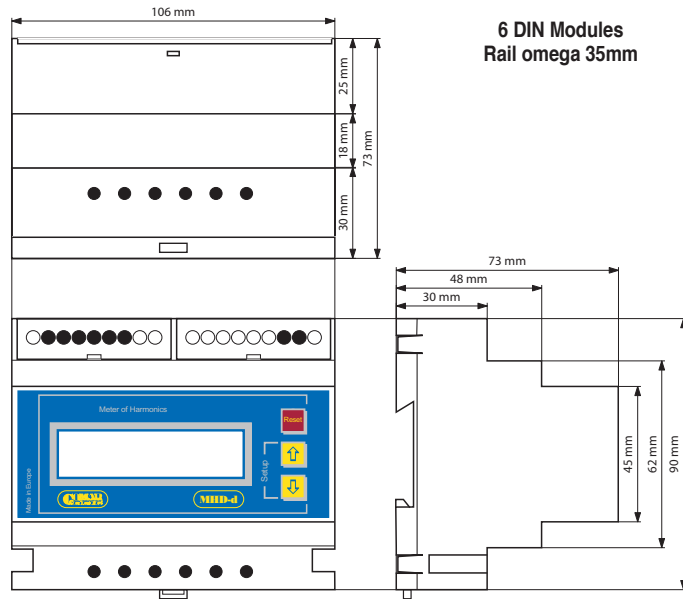 106 mm
6 DIN Modules
Rail omega 35mm
25 mm
18 mm
73 mm
30 mm
73 mm
48 mm
30 mm
Meter of Harmonics
Reset
Setup
Made in Europe
MHD-d
45 mm
62 mm
90 mm